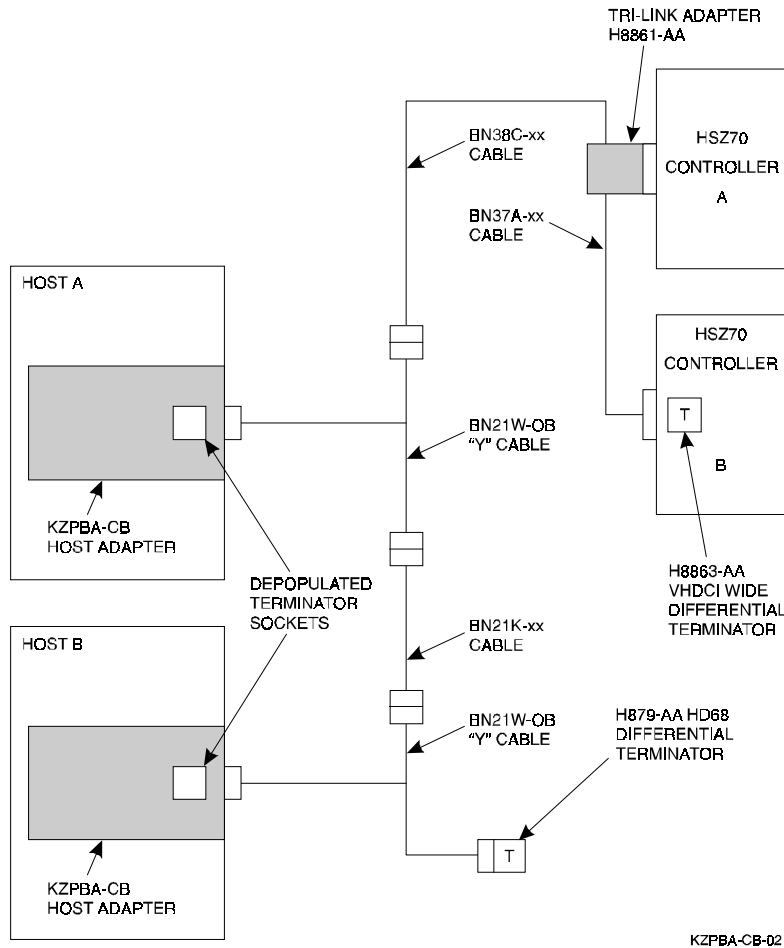 TRI-LINK ADAPTER
H8861-AA
HSZ70
CONTROLLER
A
BN38C-xx
CABLE
BN37A-xx
CABLE
HOST A
KZPBA-CB
HOST ADAPTER
HSZ70
CONTROLLER
T
B
BN21W-OB
"Y" CABLE
H8863-AA
VHDCI WIDE
DIFFERENTIAL
TERMINATOR
DEPOPULATED
TERMINATOR
SOCKETS
BN21K-xx
CABLE
HOST B
BN21W-OB
"Y" CABLE
H879-AA HD68
DIFFERENTIAL
TERMINATOR
T
KZPBA-CB
HOST ADAPTER
KZPBA-CB-02